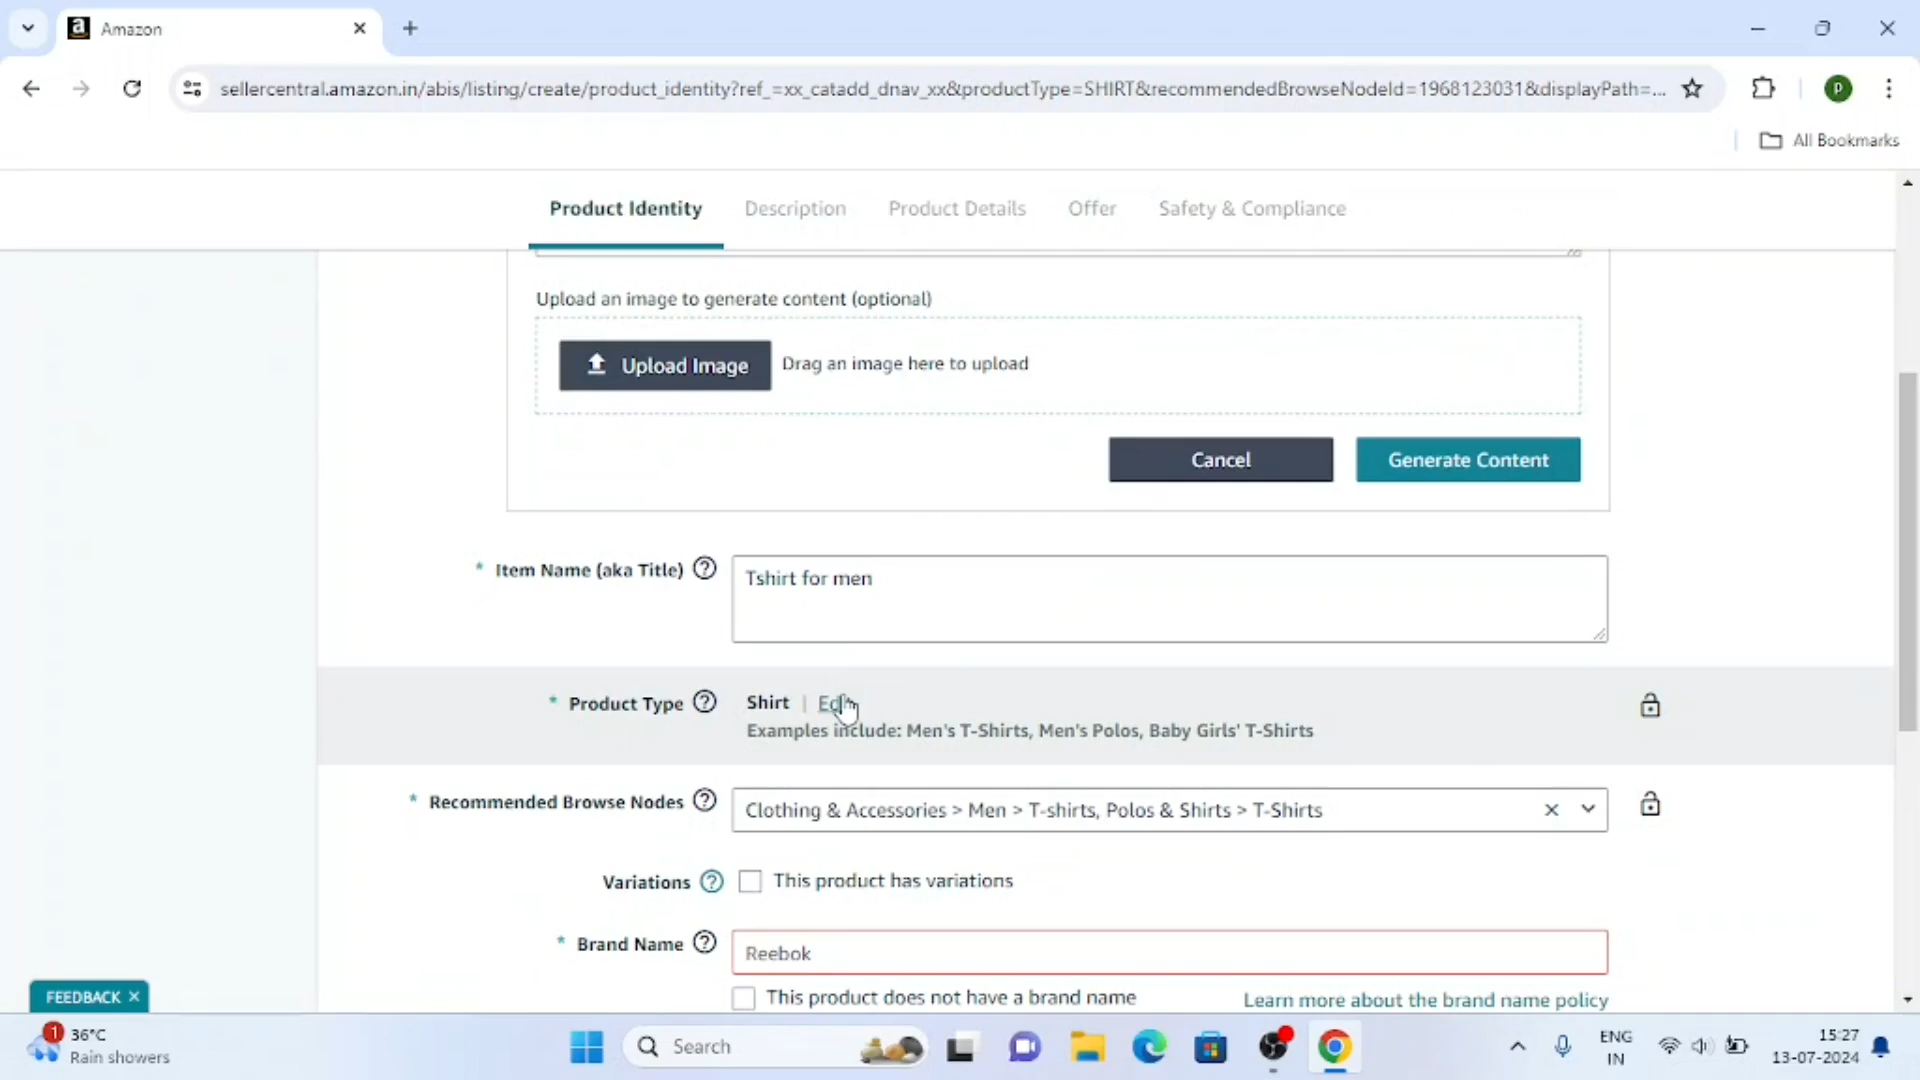 Amazon
sellercentral.amazon.in/abis/listing/create/product_identity?ref_=xx_catadd_dnav_xx&productType=SHIRT&recommendedBrowseNodeId=1968123031&displayPath=...
P
All Bookmarks
Product Identity Description Product Details Offer Safety & Compliance
Upload an image to generate content (optional)
Upload Image Drag an image here to upload
Cancel Generate Content
* Item Name (aka Title) ? Tshirt for men
* Product Type ? Shirt | Edit
Examples include: Men's T-Shirts, Men's Polos, Baby Girls' T-Shirts
* Recommended Browse Nodes ? Clothing & Accessories > Men > T-shirts, Polos & Shirts > T-Shirts
Variations ? This product has variations
* Brand Name ? Reebok
This product does not have a brand name Learn more about the brand name policy
FEEDBACK ×
1 36°C
Rain showers
Search
ENG
IN
15:27
13-07-2024